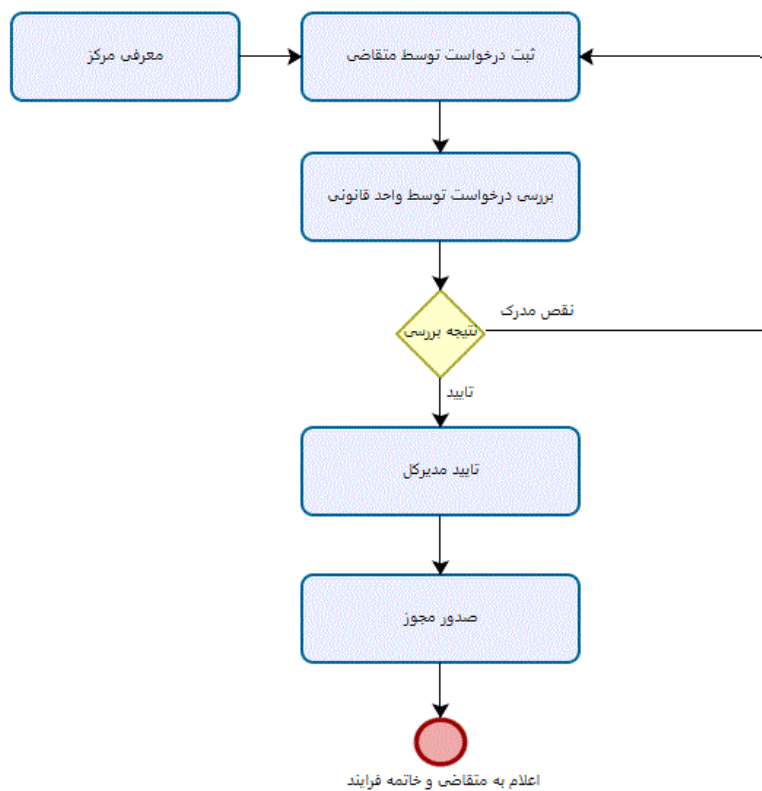 معرفی مرکز
ثبت درخواست توسط متقاضی
بررسی درخواست توسط واحد قانونی
نتیجه بررسی
نقص مدرک
تایید
تایید مدیرکل
صدور مجوز
اعلام به متقاضی و خاتمه فرایند